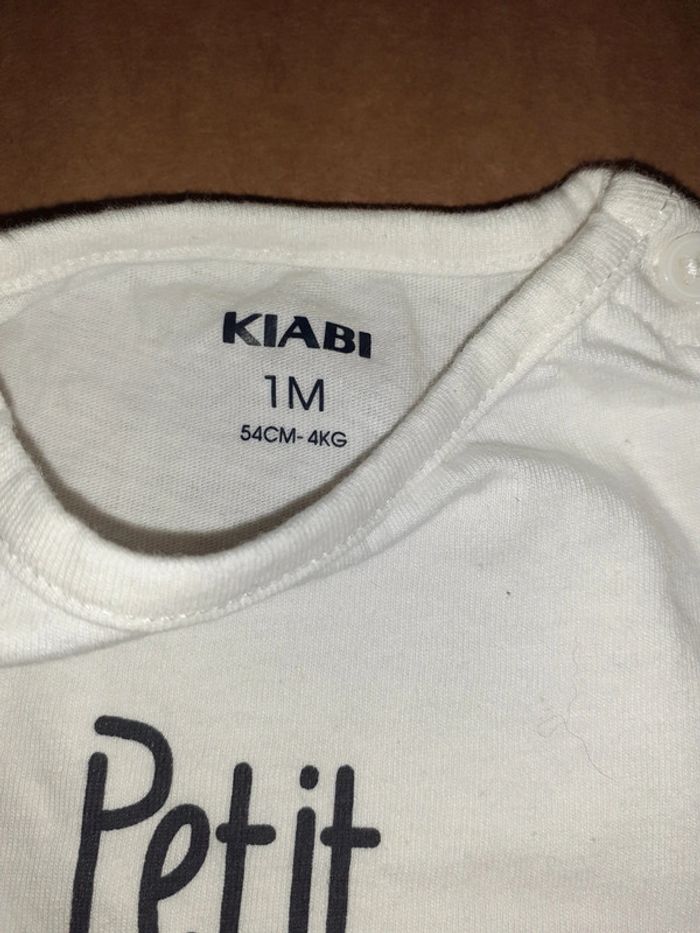 KIABI
1M
54CM-4KG
Petit